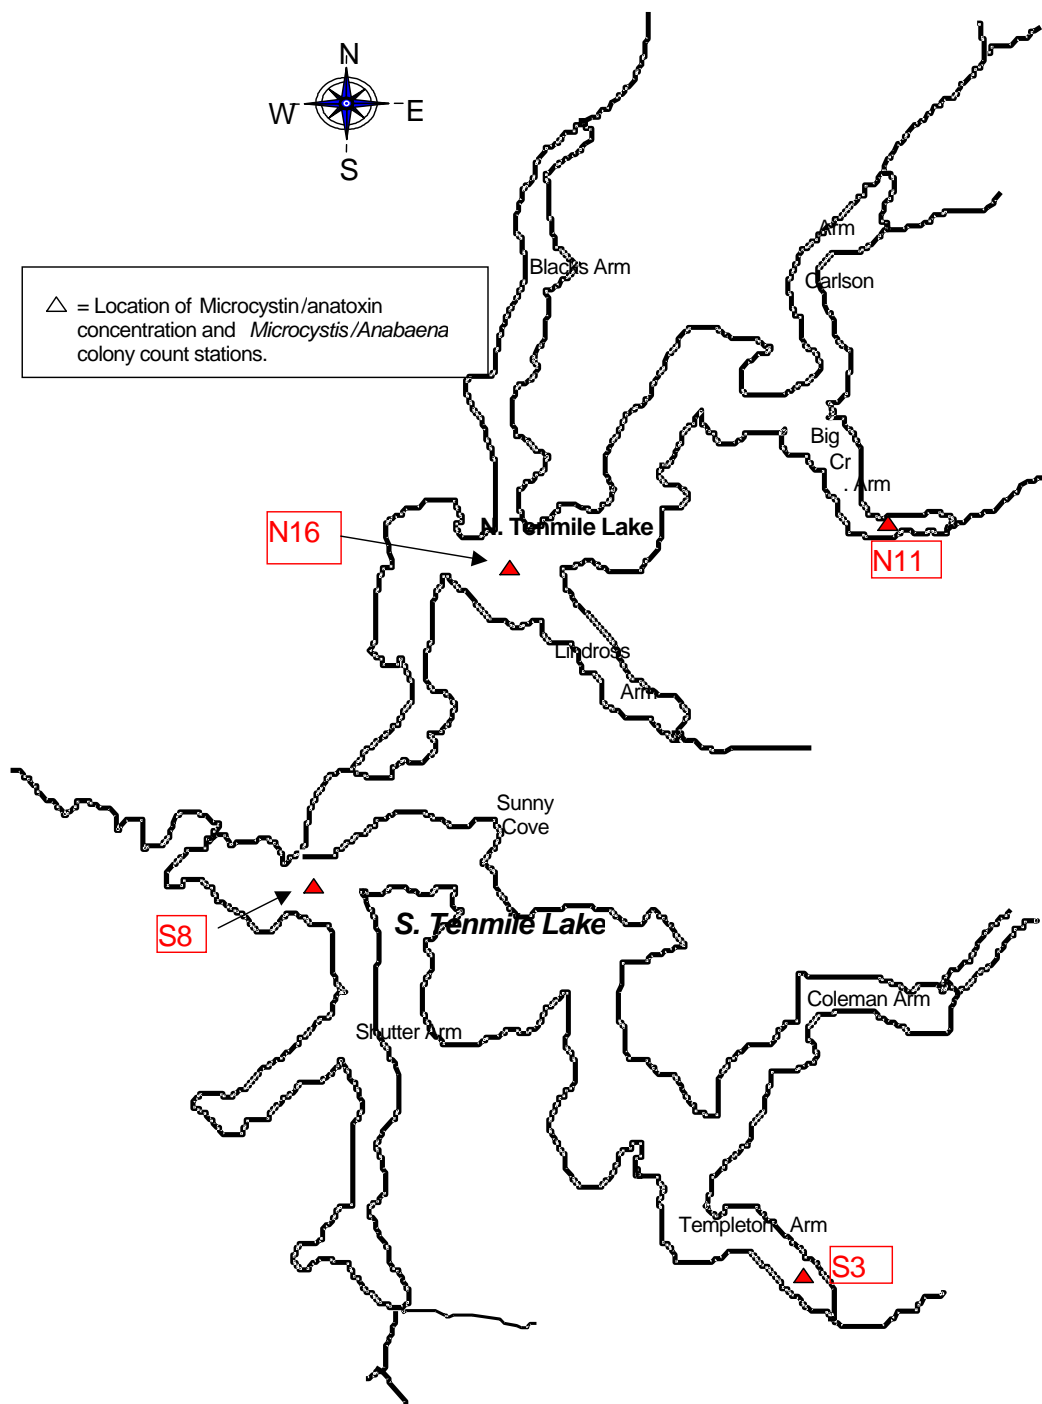 N
W
E
S
Arm
Blacks Arm
Carlson
△ = Location of Microcystin/anatoxin
concentration and Microcystis/Anabaena
colony count stations.
Big
Cr
. Arm
N16
N. Tenmile Lake
N11
Lindross
Arm
Sunny
Cove
S8
S. Tenmile Lake
Coleman Arm
Shutter Arm
Templeton Arm
S3